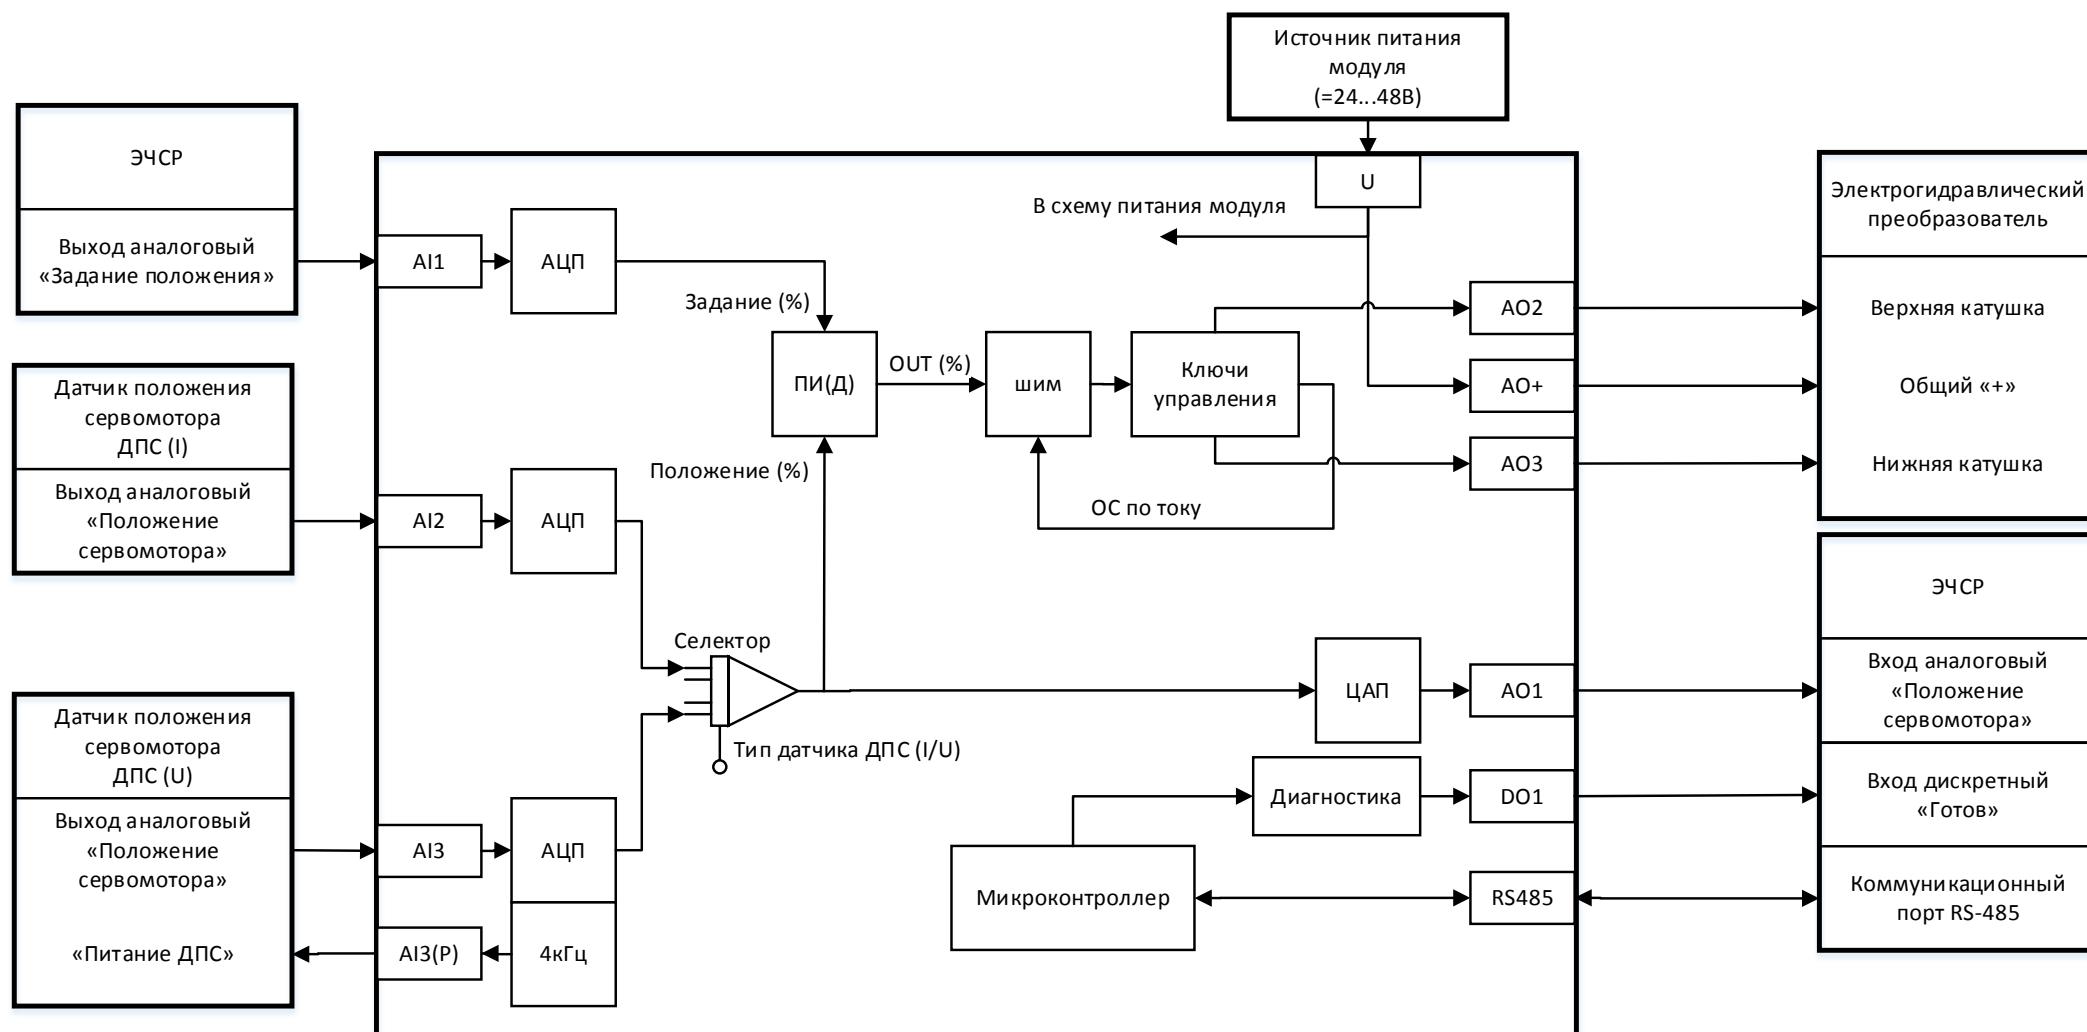 Источник питания
модуля
(=24...48В)
ЭЧСР
Выход аналоговый
«Задание положения»
Датчик положения
сервомотора
ДПС (I)
Выход аналоговый
«Положение
сервомотора»
Датчик положения
сервомотора
ДПС (U)
Выход аналоговый
«Положение
сервомотора»
«Питание ДПС»
AI1
АЦП
AI2
АЦП
AI3
АЦП
AI3(P)
4кГц
Задание (%)
ПИ(Д)
Положение (%)
OUT (%)
шим
Ключи
управления
ОС по току
Селектор
Тип датчика ДПС (I/U)
U
В схему питания модуля
AO2
AO+
AO3
ЦАП
AO1
Диагностика
DO1
Микроконтроллер
RS485
Электрогидравлический
преобразователь
Верхняя катушка
Общий «+»
Нижняя катушка
ЭЧСР
Вход аналоговый
«Положение
сервомотора»
Вход дискретный
«Готов»
Коммуникационный
порт RS-485